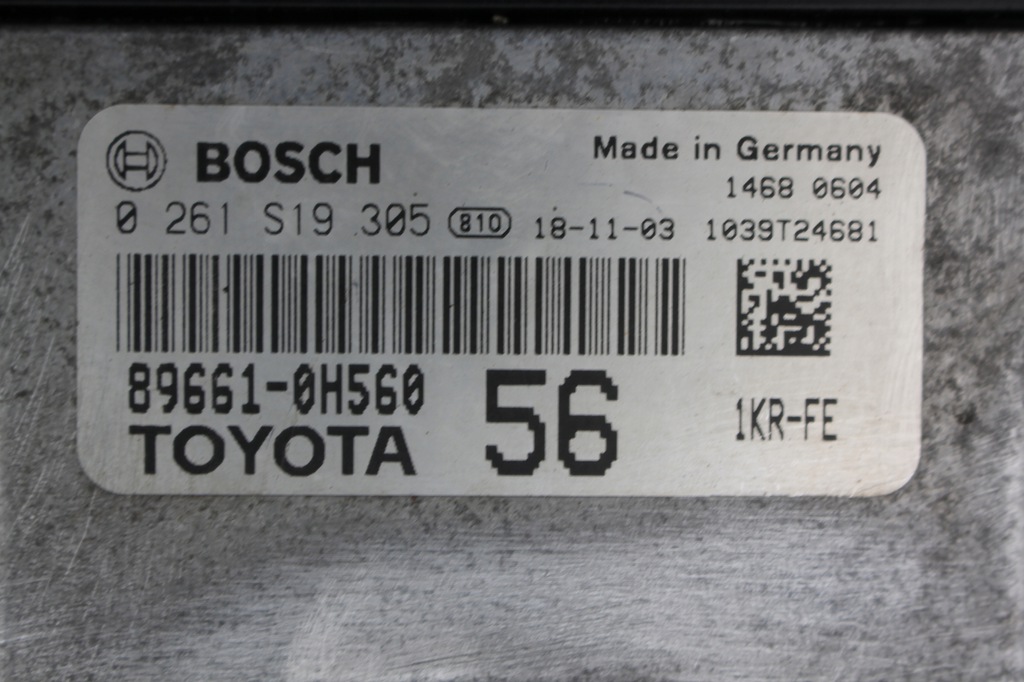 BOSCH
Made in Germany
1468 0604
0 261 S19 305 810 18-11-03 1039T24681
89661-0H560
TOYOTA
56
1KR-FE